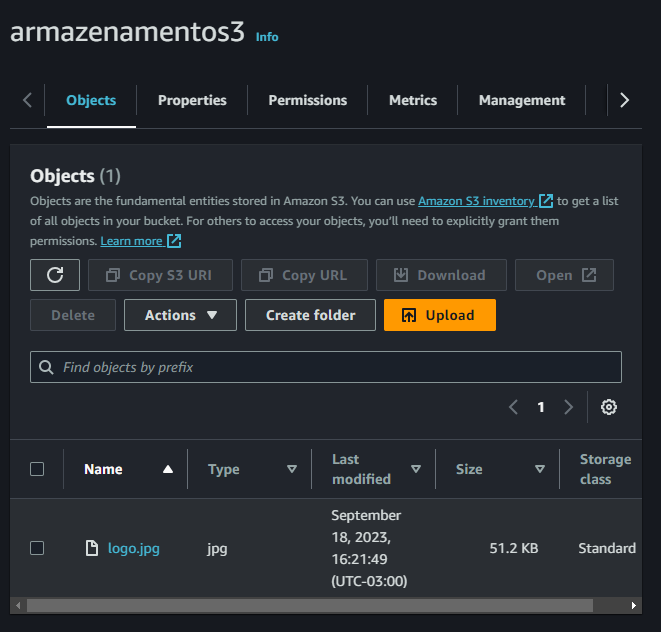 armazenamentos3 Info
Objects Properties Permissions Metrics Management
Objects (1)
Objects are the fundamental entities stored in Amazon S3. You can use Amazon S3 inventory to get a list
of all objects in your bucket. For others to access your objects, you'll need to explicitly grant them
permissions. Learn more
Copy S3 URI Copy URL Download Open
Delete Actions Create folder Upload
Find objects by prefix
1
Name Type Last modified Size Storage class
logo.jpg jpg September 18, 2023, 16:21:49 (UTC-03:00) 51.2 KB Standard